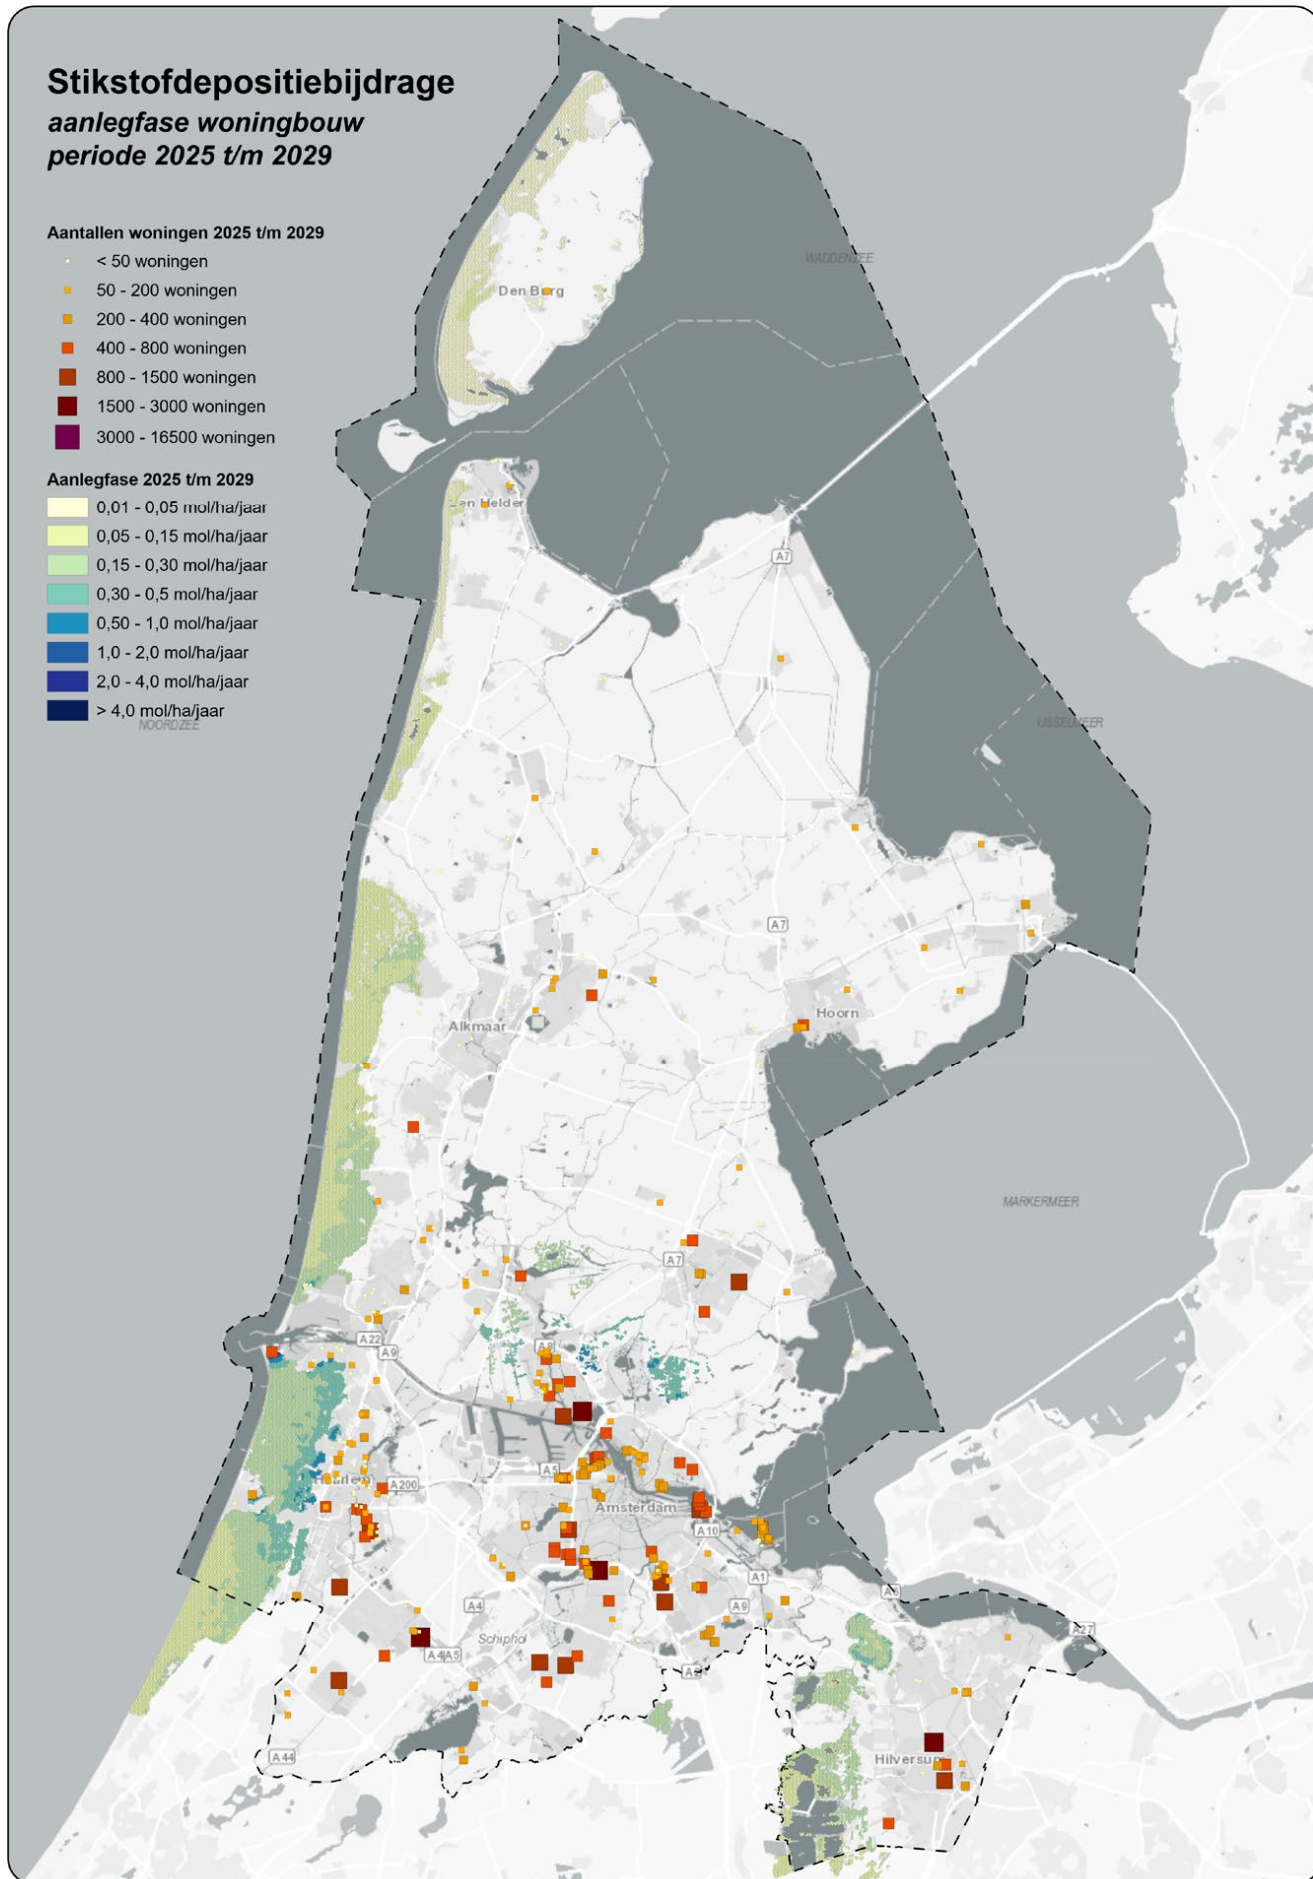 Stikstofdepositiebijdrage
aanlegfase woningbouw
periode 2025 t/m 2029
Aantallen woningen 2025 t/m 2029
< 50 woningen
50 - 200 woningen
200 - 400 woningen
400 - 800 woningen
800 - 1500 woningen
1500 - 3000 woningen
3000 - 16500 woningen
Aanlegfase 2025 t/m 2029
0,01 - 0,05 mol/ha/jaar
0,05 - 0,15 mol/ha/jaar
0,15 - 0,30 mol/ha/jaar
0,30 - 0,5 mol/ha/jaar
0,50 - 1,0 mol/ha/jaar
1,0 - 2,0 mol/ha/jaar
2,0 - 4,0 mol/ha/jaar
> 4,0 mol/ha/jaar
NOORDZEE
WADDENZEE
Den Burg
Den Helder
A7
IJSSELMEER
A7
Hoorn
Alkmaar
MARKERMEER
A7
A22
A9
A8
A5
Haarlem
A200
Amsterdam
A10
A1
A6
A4
A9
Schiphol
A4|A5
A27
A2
A44
Hilversum